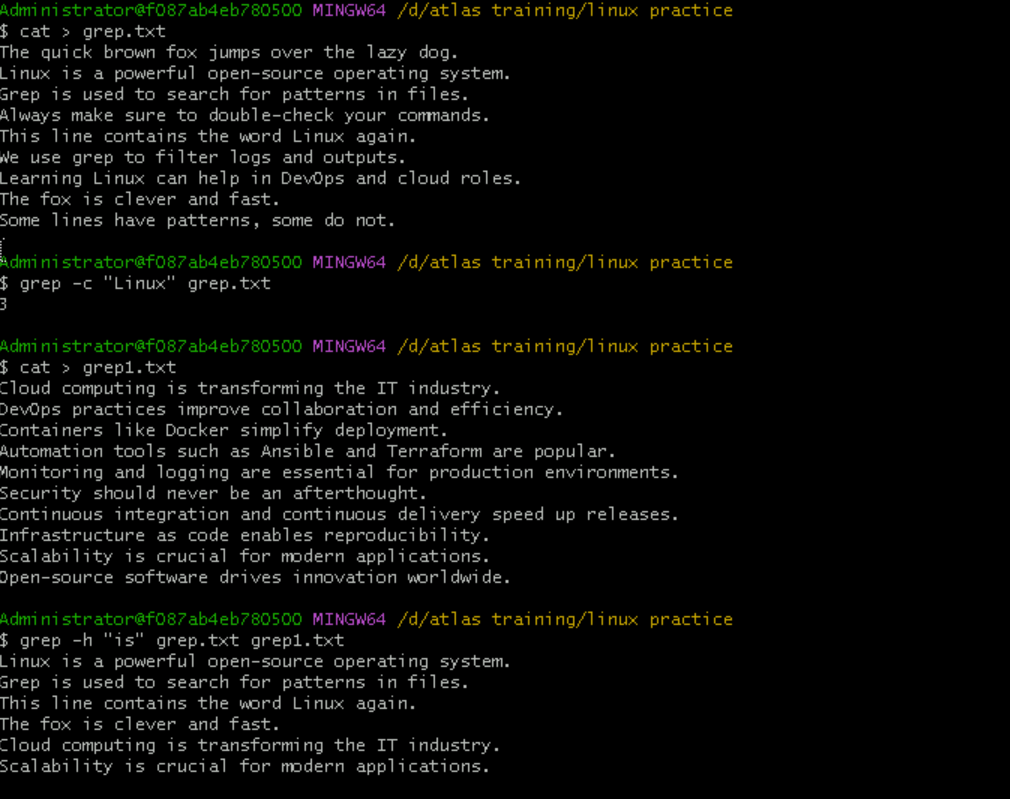 Administrator@f087ab4eb780500 MINGW64 /d/atlas training/linux practice
$ cat > grep.txt
The quick brown fox jumps over the lazy dog.
Linux is a powerful open-source operating system.
Grep is used to search for patterns in files.
Always make sure to double-check your commands.
This line contains the word Linux again.
We use grep to filter logs and outputs.
Learning Linux can help in DevOps and cloud roles.
The fox is clever and fast.
Some lines have patterns, some do not.
Administrator@f087ab4eb780500 MINGW64 /d/atlas training/linux practice
$ grep -c "Linux" grep.txt
3
Administrator@f087ab4eb780500 MINGW64 /d/atlas training/linux practice
$ cat > grep1.txt
Cloud computing is transforming the IT industry.
DevOps practices improve collaboration and efficiency.
Containers like Docker simplify deployment.
Automation tools such as Ansible and Terraform are popular.
Monitoring and logging are essential for production environments.
Security should never be an afterthought.
Continuous integration and continuous delivery speed up releases.
Infrastructure as code enables reproducibility.
Scalability is crucial for modern applications.
Open-source software drives innovation worldwide.
Administrator@f087ab4eb780500 MINGW64 /d/atlas training/linux practice
$ grep -h "is" grep.txt grep1.txt
Linux is a powerful open-source operating system.
Grep is used to search for patterns in files.
This line contains the word Linux again.
The fox is clever and fast.
Cloud computing is transforming the IT industry.
Scalability is crucial for modern applications.